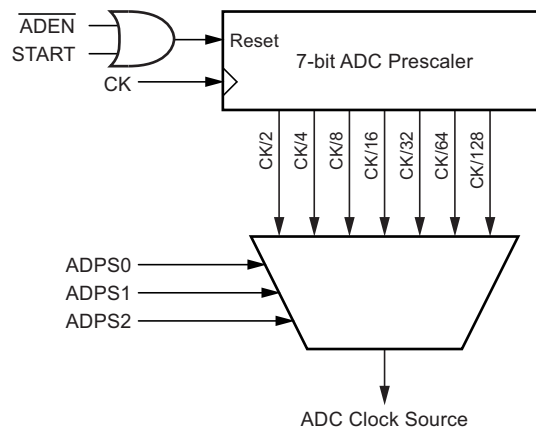 ADEN
START
Reset
7-bit ADC Prescaler
CK
CK/2
CK/4
CK/8
CK/16
CK/32
CK/64
CK/128
ADPS0
ADPS1
ADPS2
ADC Clock Source